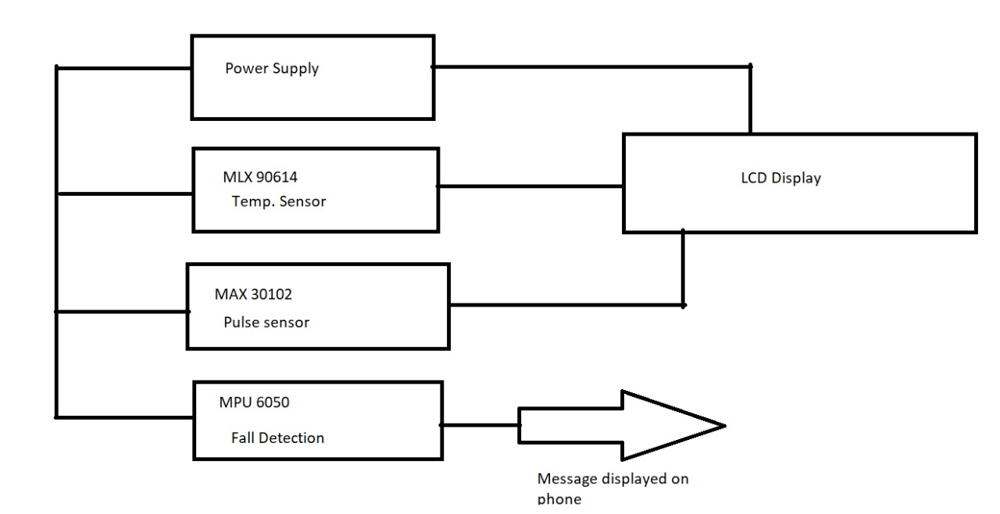 Power Supply
MLX 90614
Temp. Sensor
LCD Display
MAX 30102
Pulse sensor
MPU 6050
Fall Detection
Message displayed on
phone